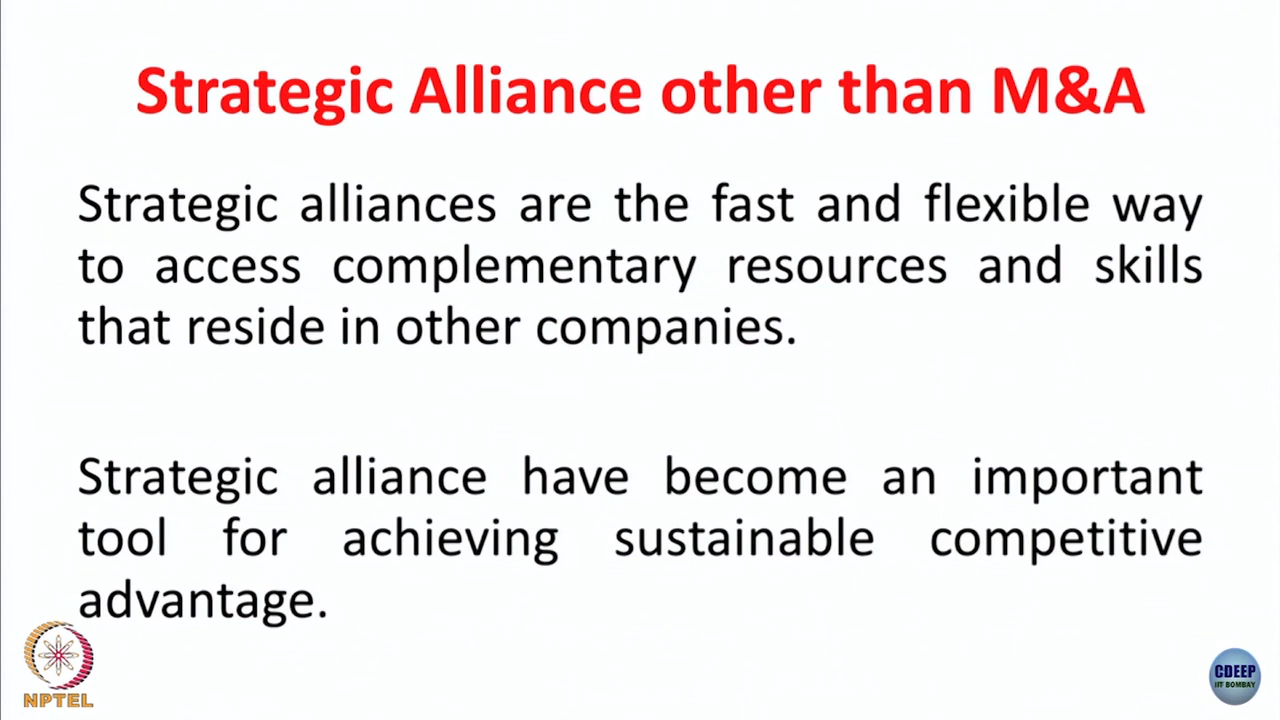 Strategic Alliance other than M&A
Strategic alliances are the fast and flexible way
to access complementary resources and skills
that reside in other companies.
Strategic alliance have become an important
tool for achieving sustainable competitive
advantage.
NPTEL
CDEEP
IIT BOMBAY